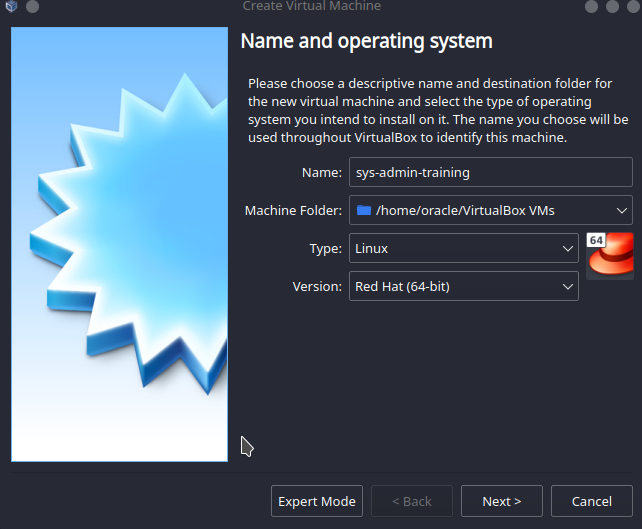 Create Virtual Machine
Name and operating system
Please choose a descriptive name and destination folder for
the new virtual machine and select the type of operating
system you intend to install on it. The name you choose will be
used throughout VirtualBox to identify this machine.
Name: sys-admin-training
Machine Folder: /home/oracle/VirtualBox VMs
Type: Linux
64
Version: Red Hat (64-bit)
Expert Mode < Back Next > Cancel